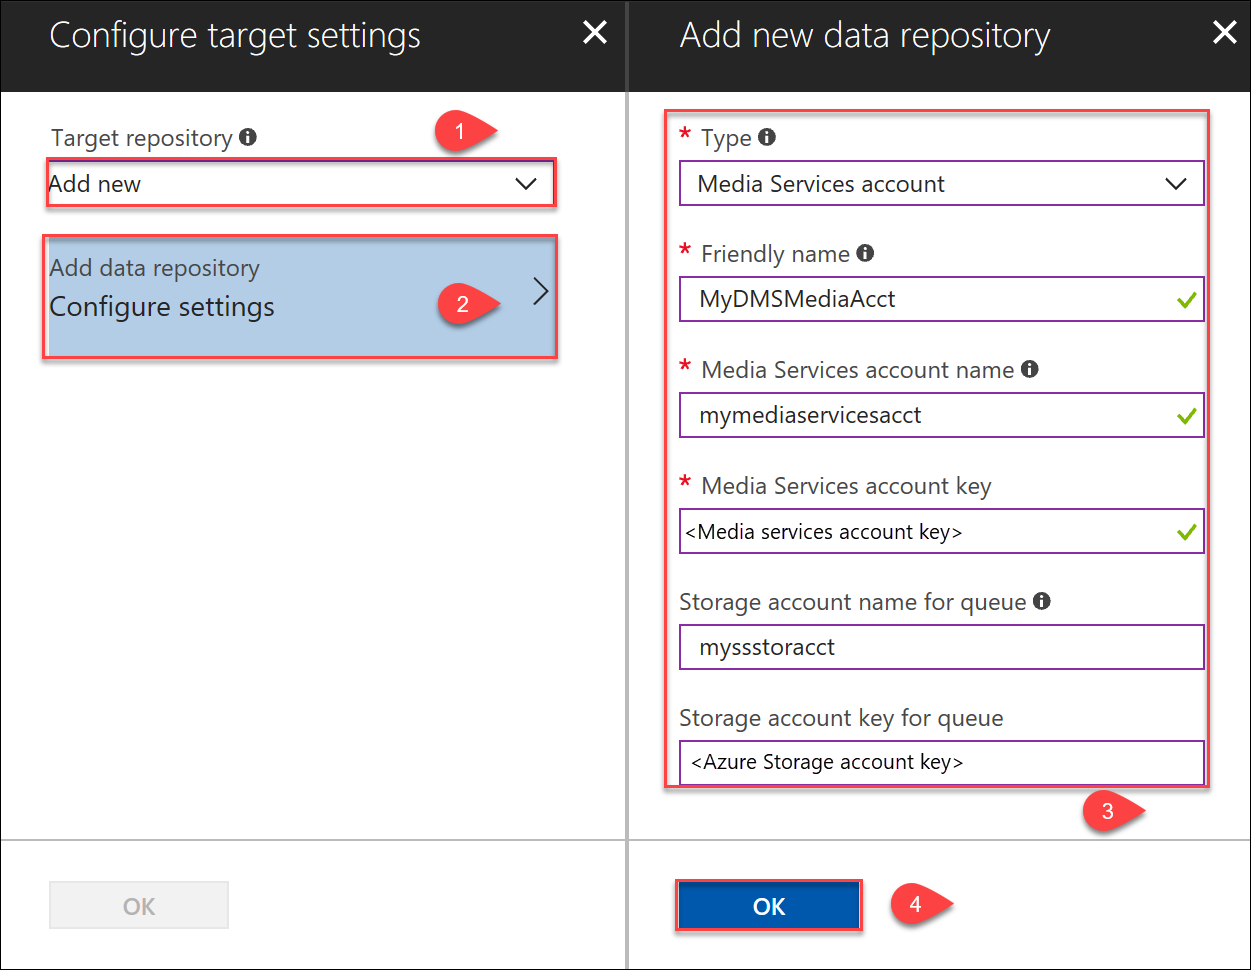 Configure target settings
Target repository
1
Add new
Add data repository
Configure settings
2
OK
Add new data repository
* Type
Media Services account
* Friendly name
MyDMSMediaAcct
* Media Services account name
mymediaservicesacct
* Media Services account key
<Media services account key>
Storage account name for queue
myssstoracct
Storage account key for queue
<Azure Storage account key>
3
OK
4